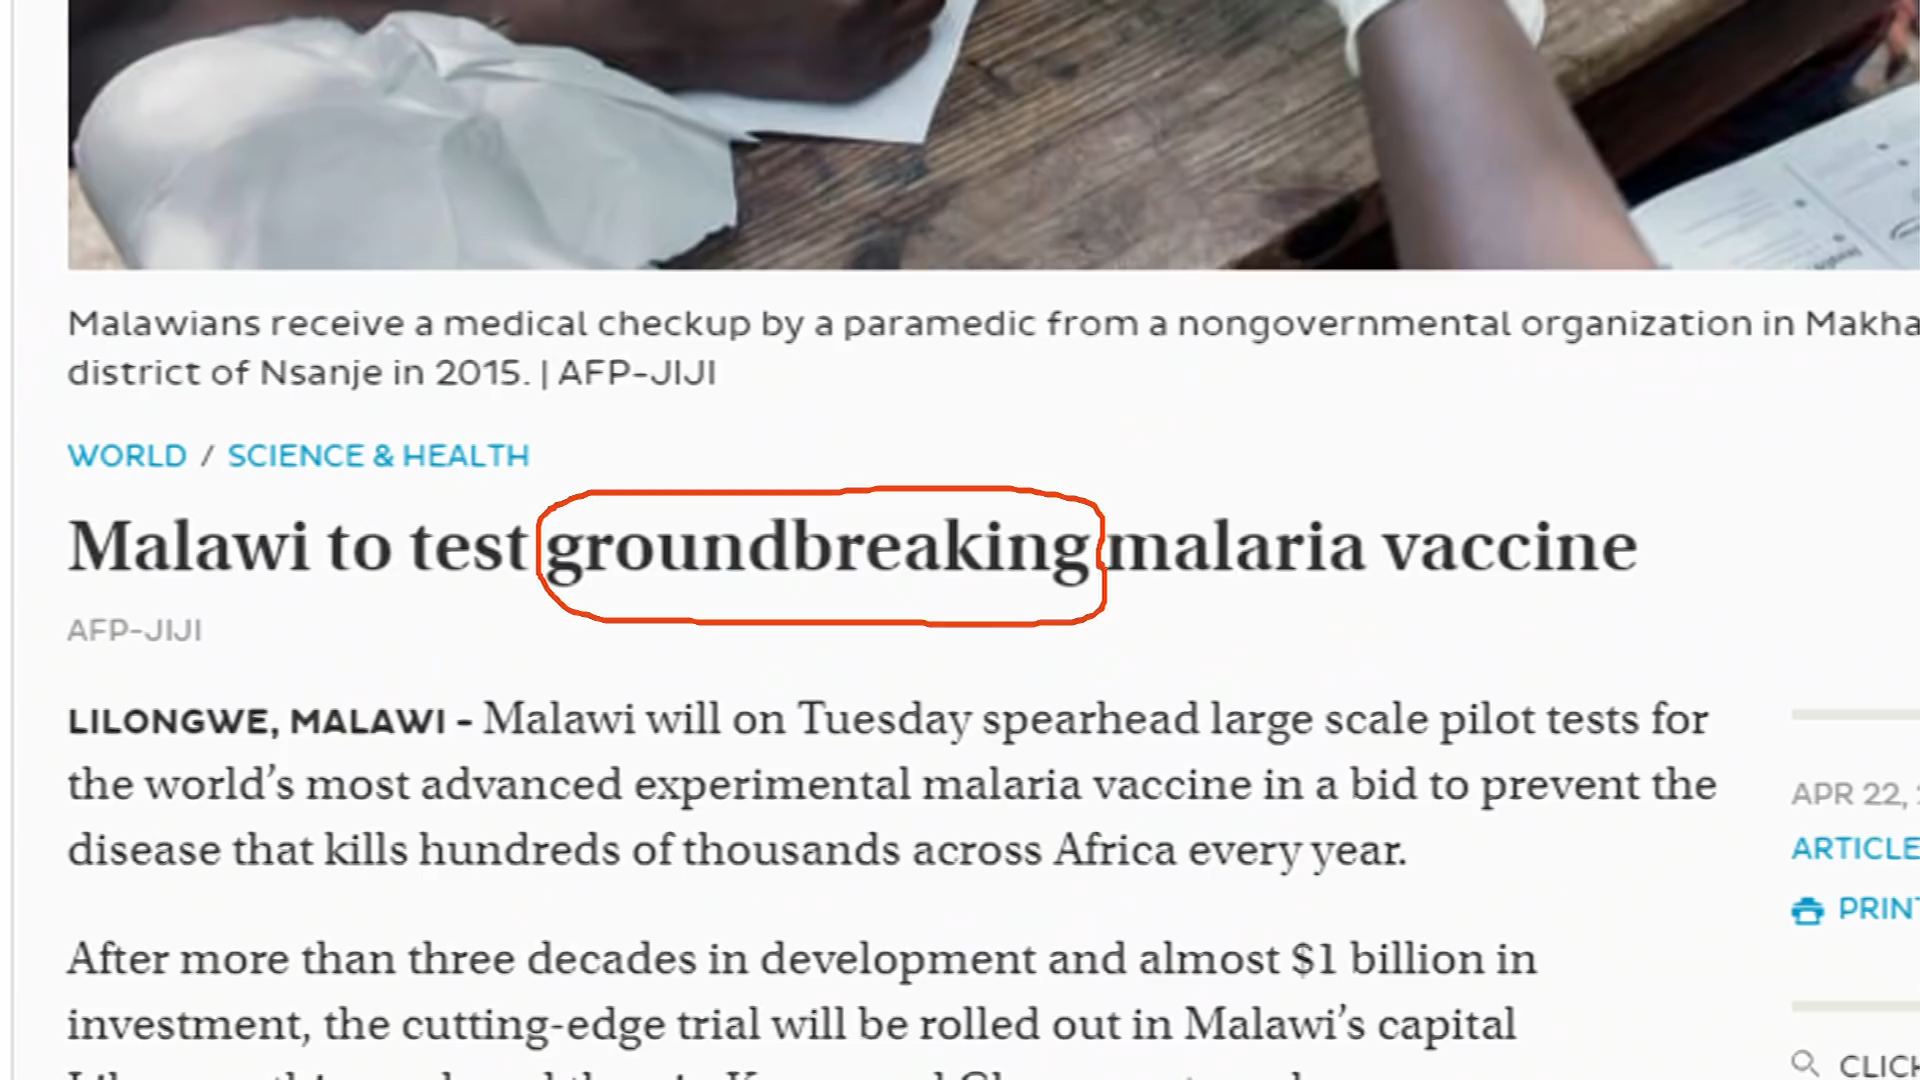 Malawians receive a medical checkup by a paramedic from a nongovernmental organization in
district of Nsanje in 2015. | AFP-JIJI
WORLD / SCIENCE & HEALTH
Malawi to test groundbreaking malaria vaccine
AFP-JIJI
LILONGWE, MALAWI – Malawi will on Tuesday spearhead large scale pilot tests for
the world’s most advanced experimental malaria vaccine in a bid to prevent the
disease that kills hundreds of thousands across Africa every year.
After more than three decades in development and almost $1 billion in
investment, the cutting-edge trial will be rolled out in Malawi’s capital
APR 22,
ARTICLE
PRINT
CLICK